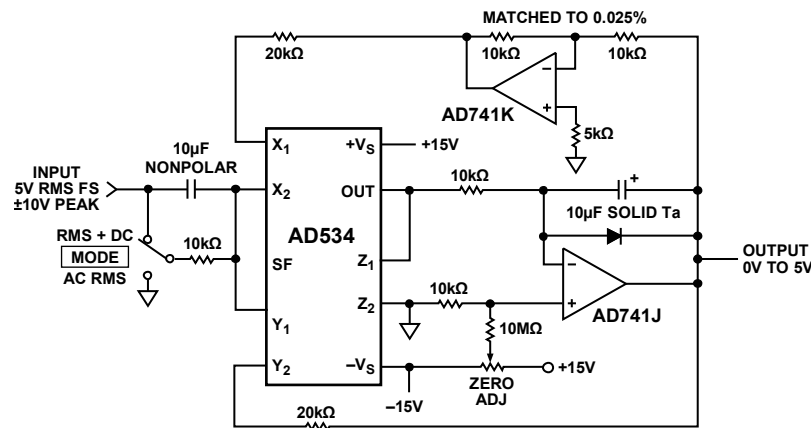 MATCHED TO 0.025%
20kΩ
10kΩ
10kΩ
AD741K
–
+
5kΩ
10µF
NONPOLAR
INPUT
5V RMS FS
±10V PEAK
X1
X2
SF
Y1
Y2
AD534
+VS
OUT
Z1
Z2
–VS
+15V
10kΩ
+
10µF SOLID Ta
–
+
AD741J
OUTPUT
0V TO 5V
RMS + DC
MODE
AC RMS
10kΩ
10kΩ
10MΩ
+15V
ZERO
ADJ
–15V
20kΩ